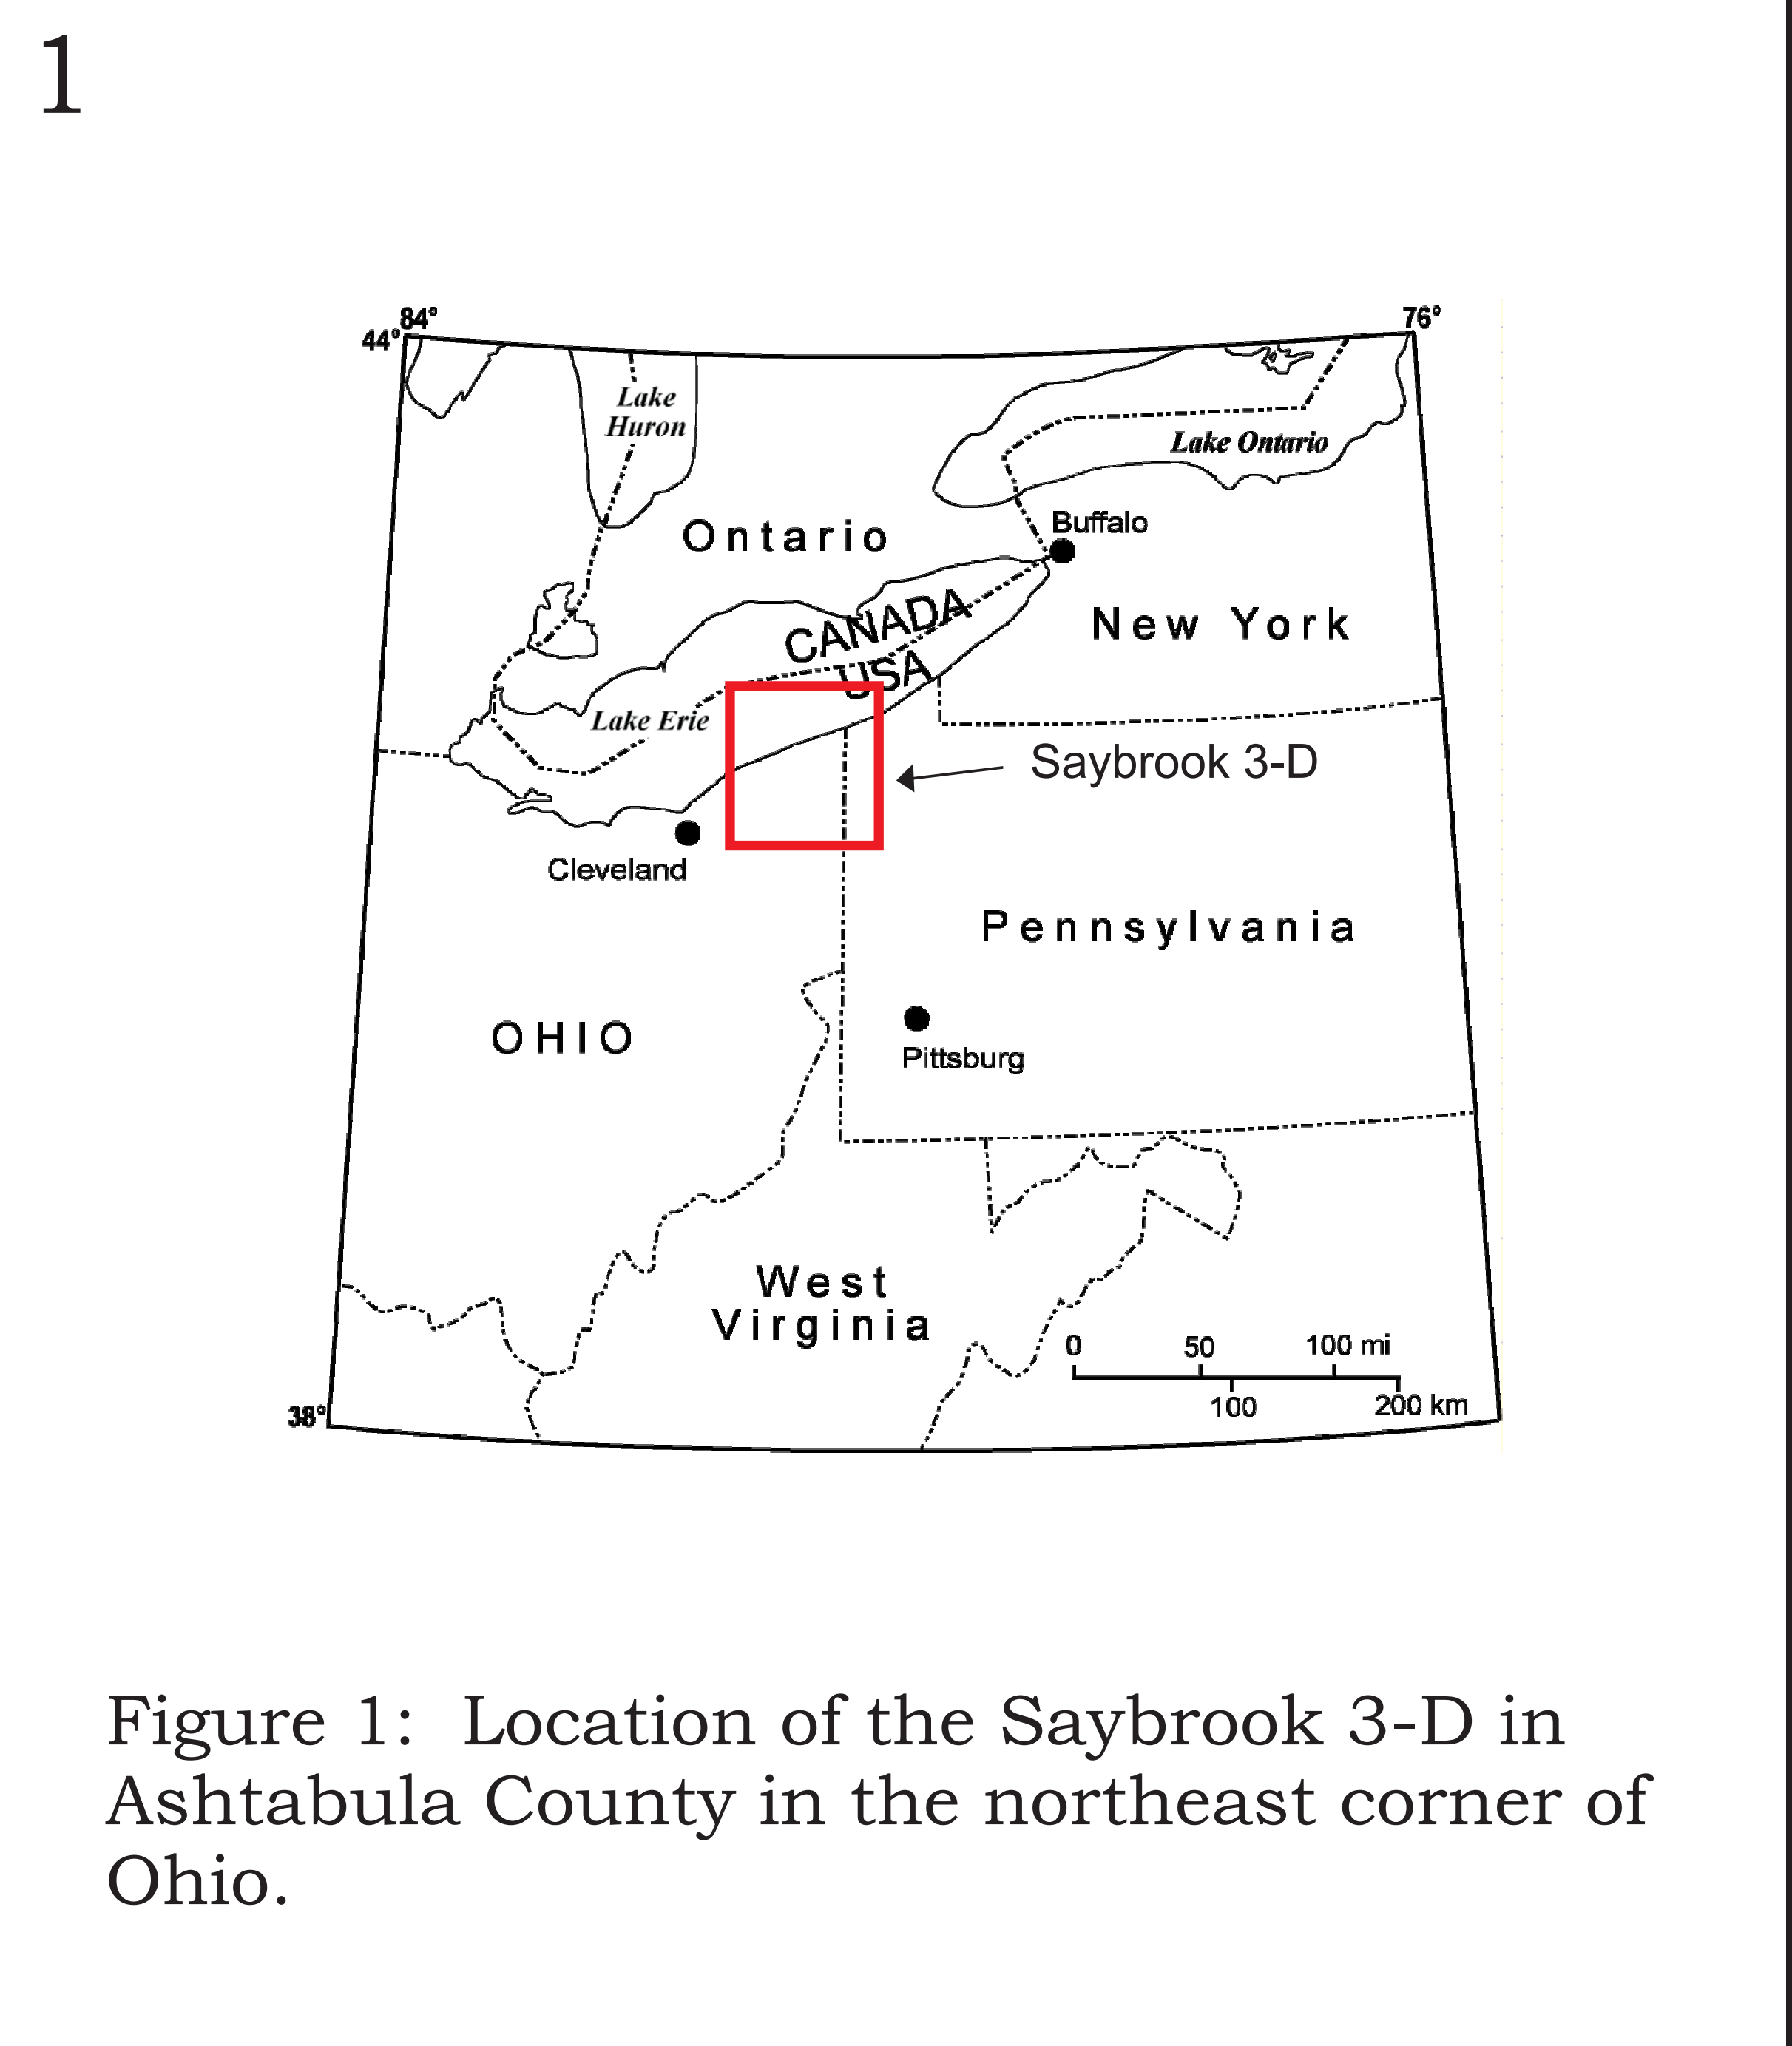 1
84°
76°
44°
Lake
Huron
Lake Ontario
Buffalo
Ontario
CANADA
New York
USA
Lake Erie
Saybrook 3-D
Cleveland
Pennsylvania
OHIO
Pittsburg
West
Virginia
0 50 100 mi
100 200 km
38°
Figure 1: Location of the Saybrook 3-D in
Ashtabula County in the northeast corner of
Ohio.